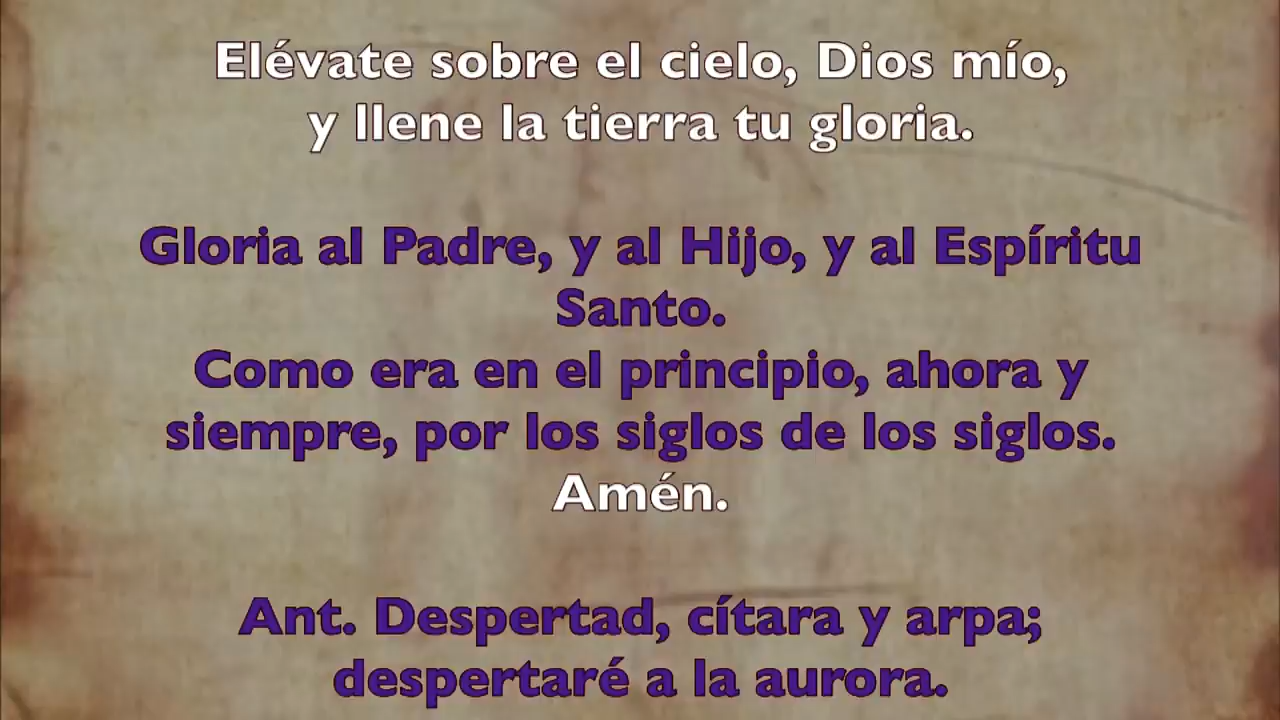 Elévate sobre el cielo, Dios mío,
y llene la tierra tu gloria.
Gloria al Padre, y al Hijo, y al Espíritu
Santo.
Como era en el principio, ahora y
siempre, por los siglos de los siglos.
Amén.
Ant. Despertad, cítara y arpa;
despertaré a la aurora.